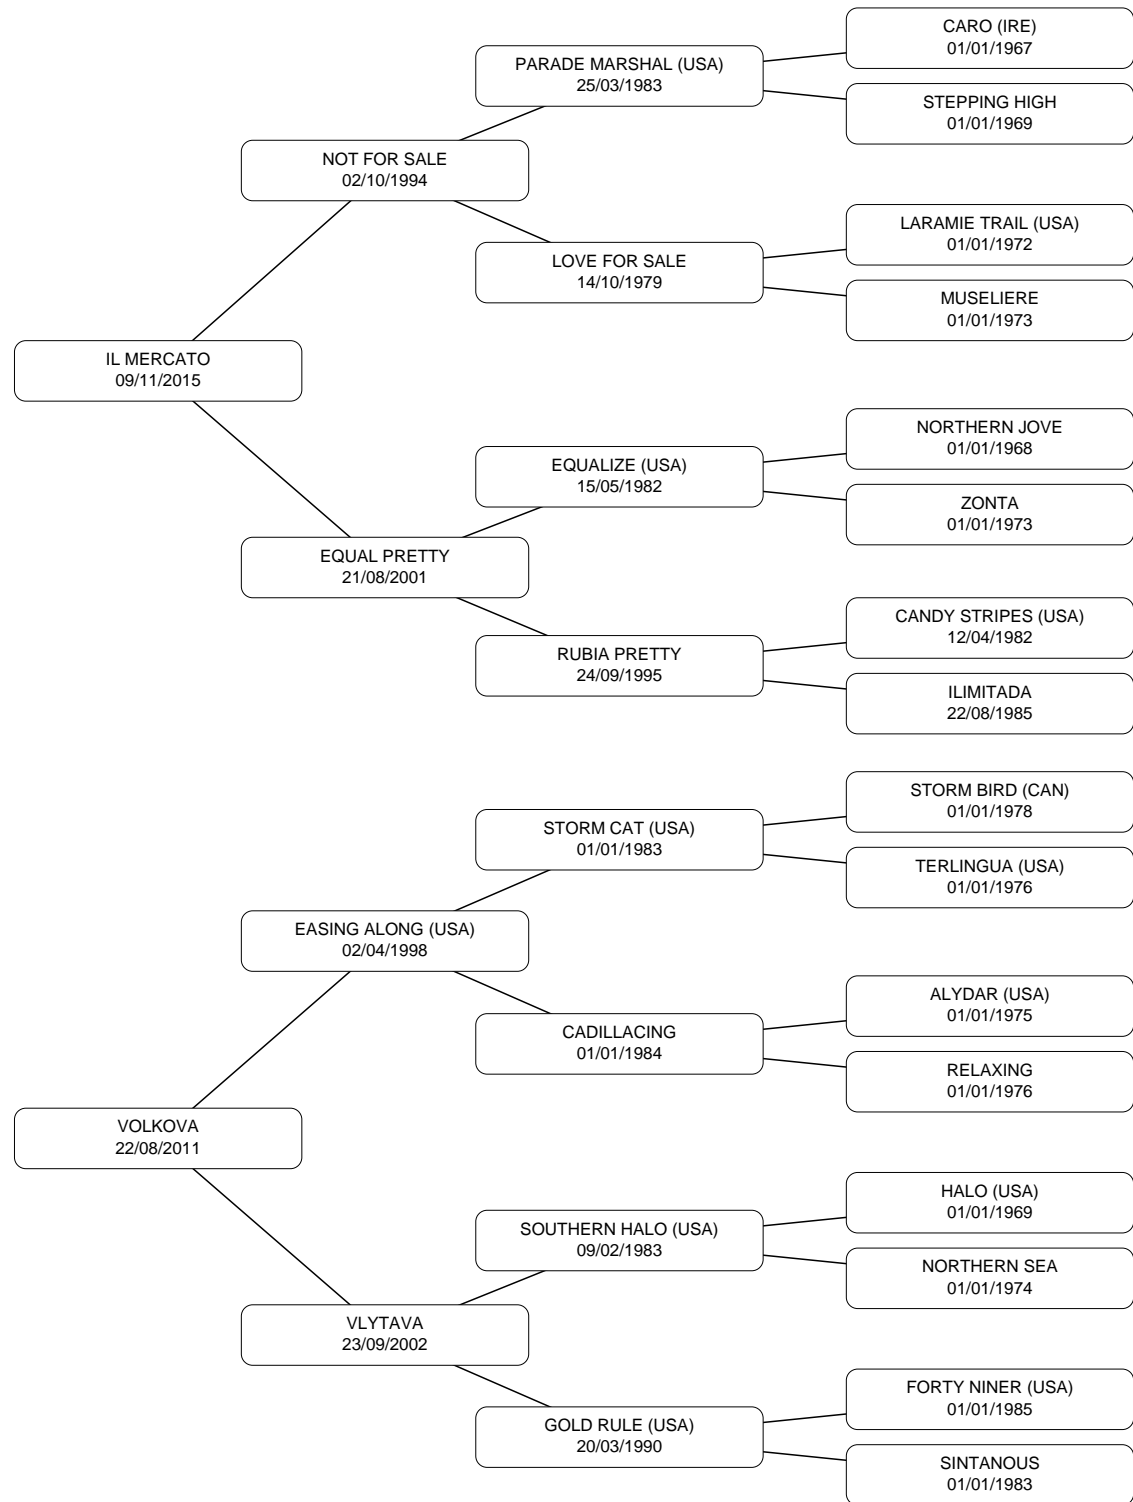 CARO (IRE)
01/01/1967
PARADE MARSHAL (USA)
25/03/1983
STEPPING HIGH
01/01/1969
NOT FOR SALE
02/10/1994
LARAMIE TRAIL (USA)
01/01/1972
LOVE FOR SALE
14/10/1979
MUSELIERE
01/01/1973
IL MERCATO
09/11/2015
NORTHERN JOVE
01/01/1968
EQUALIZE (USA)
15/05/1982
ZONTA
01/01/1973
EQUAL PRETTY
21/08/2001
CANDY STRIPES (USA)
12/04/1982
RUBIA PRETTY
24/09/1995
ILIMITADA
22/08/1985
STORM BIRD (CAN)
01/01/1978
STORM CAT (USA)
01/01/1983
TERLINGUA (USA)
01/01/1976
EASING ALONG (USA)
02/04/1998
ALYDAR (USA)
01/01/1975
CADILLACING
01/01/1984
RELAXING
01/01/1976
VOLKOVA
22/08/2011
HALO (USA)
01/01/1969
SOUTHERN HALO (USA)
09/02/1983
NORTHERN SEA
01/01/1974
VLYTAVA
23/09/2002
FORTY NINER (USA)
01/01/1985
GOLD RULE (USA)
20/03/1990
SINTANOUS
01/01/1983